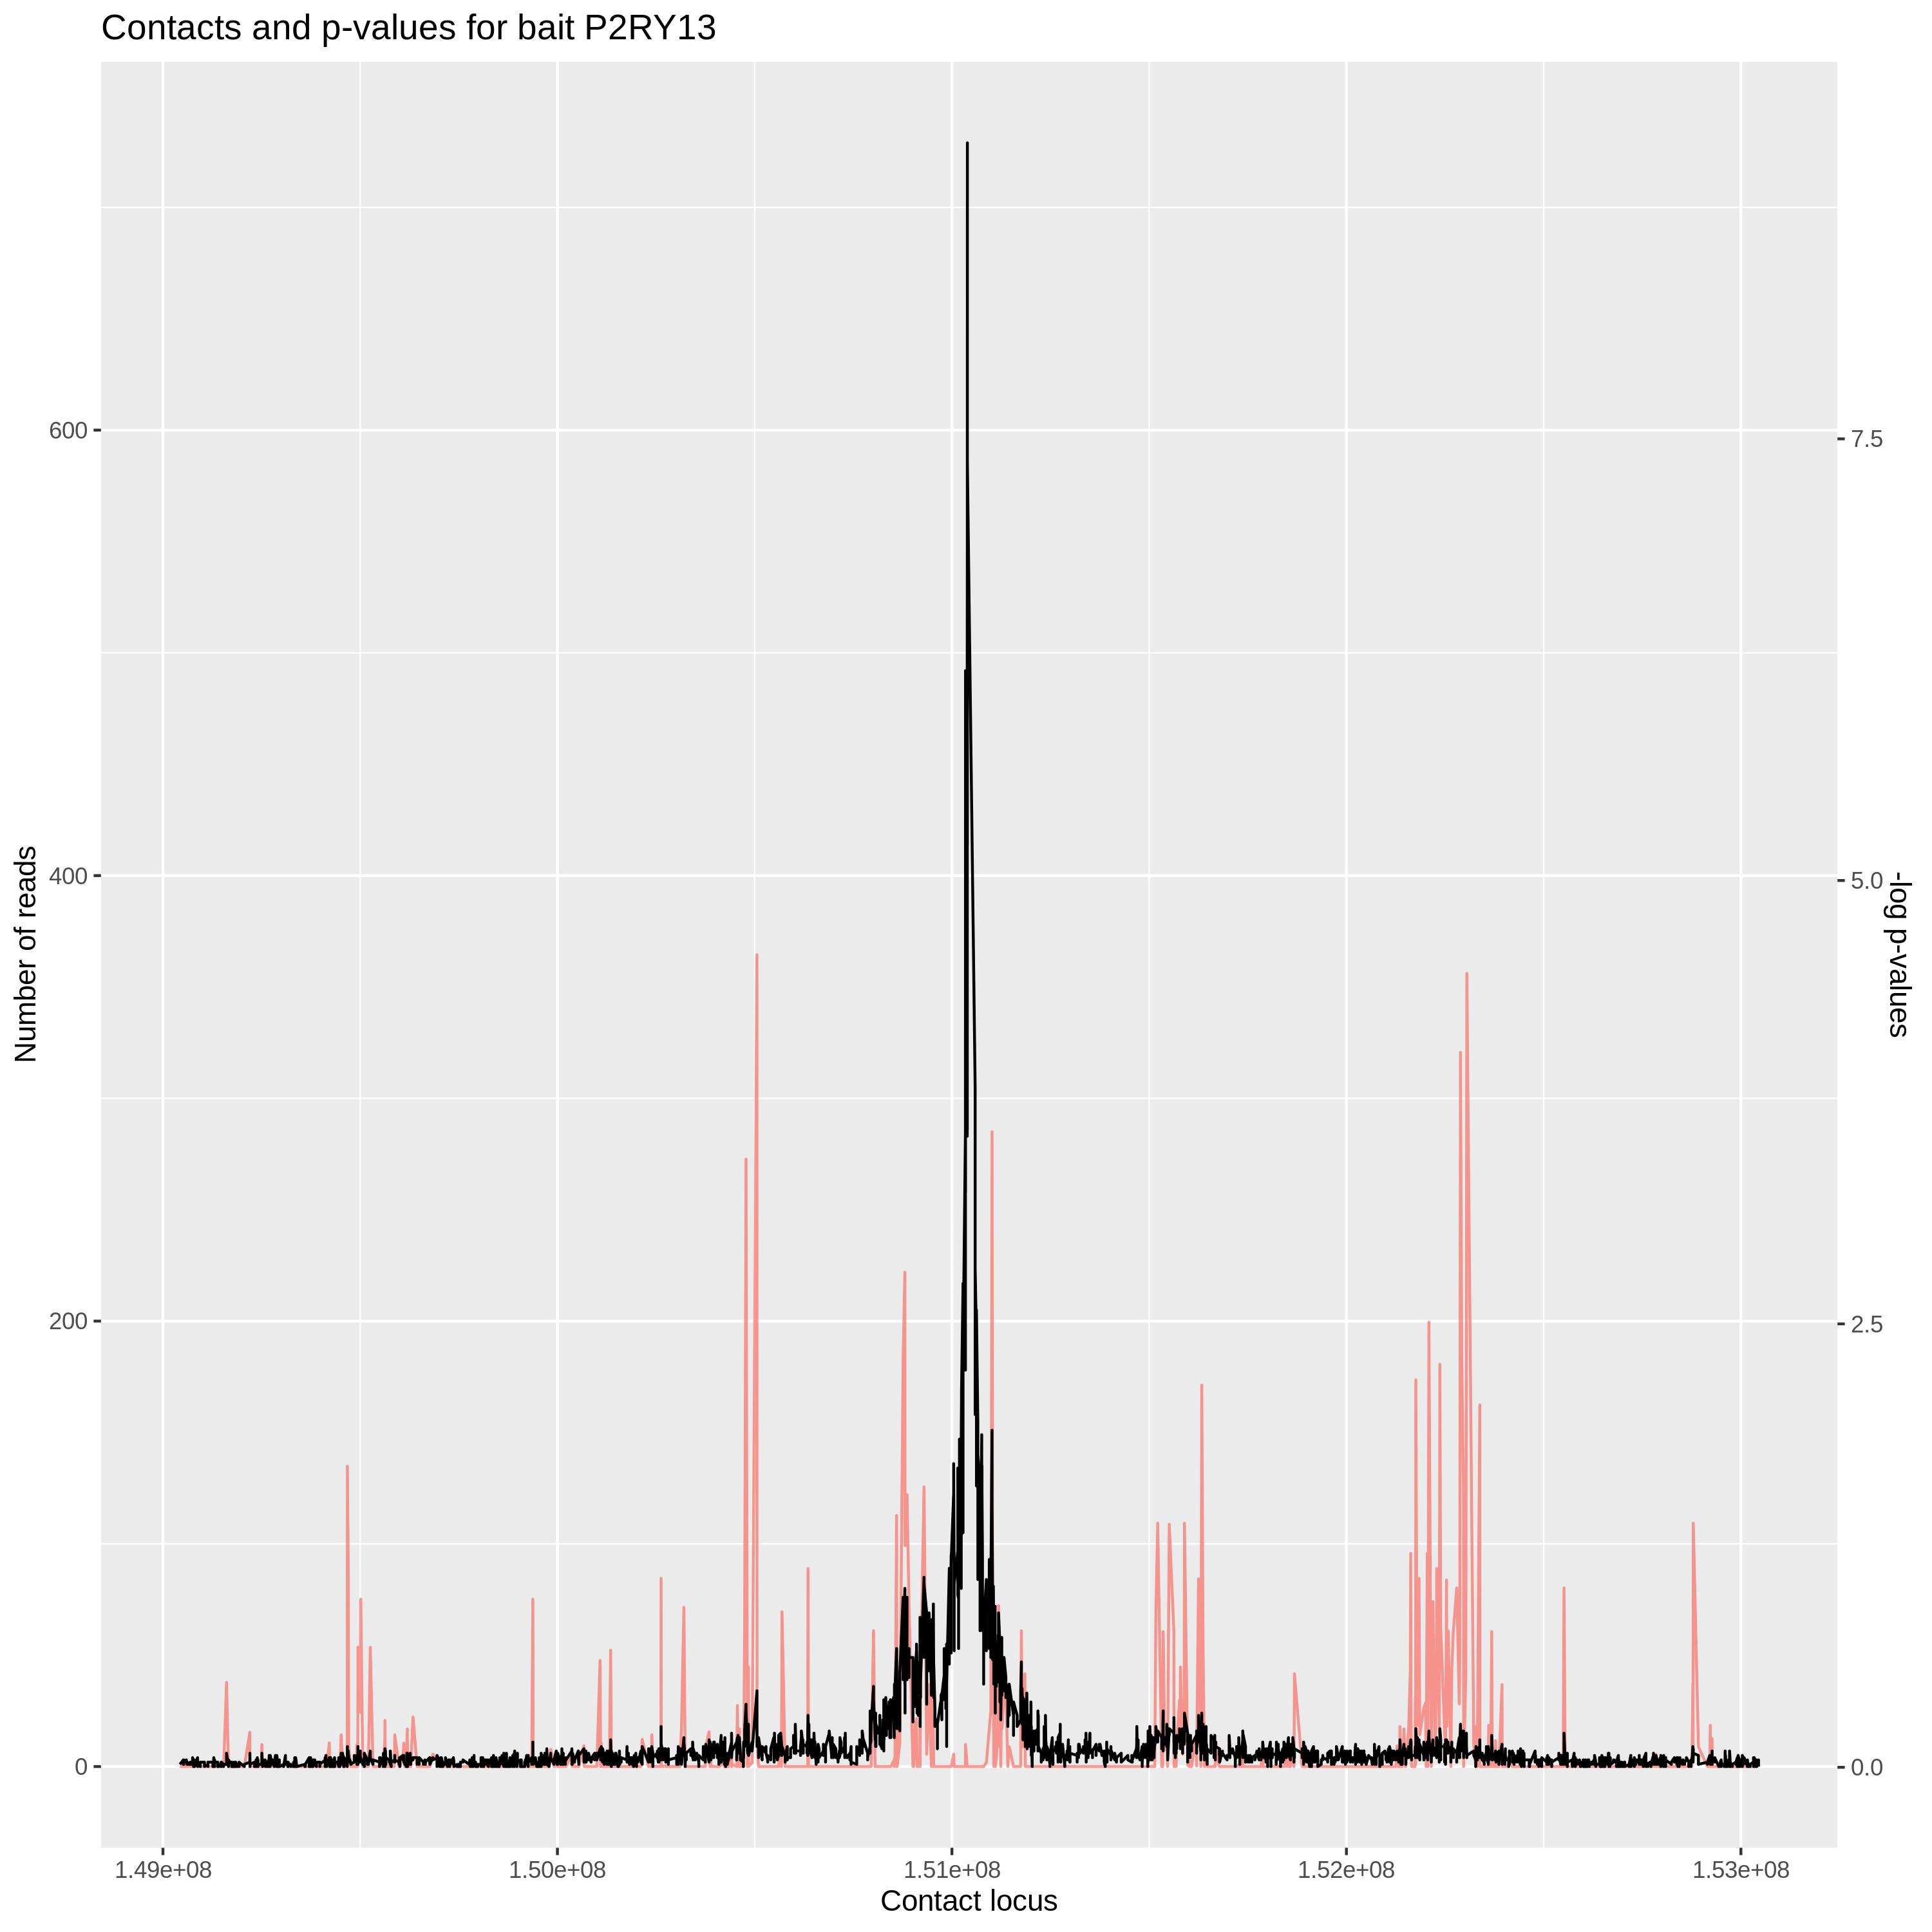 Contacts and p-values for bait P2RY13
600
400
200
0
Number of reads
7.5
5.0
2.5
0.0
-log p-values
1.49e+08 1.50e+08 1.51e+08 1.52e+08 1.53e+08
Contact locus